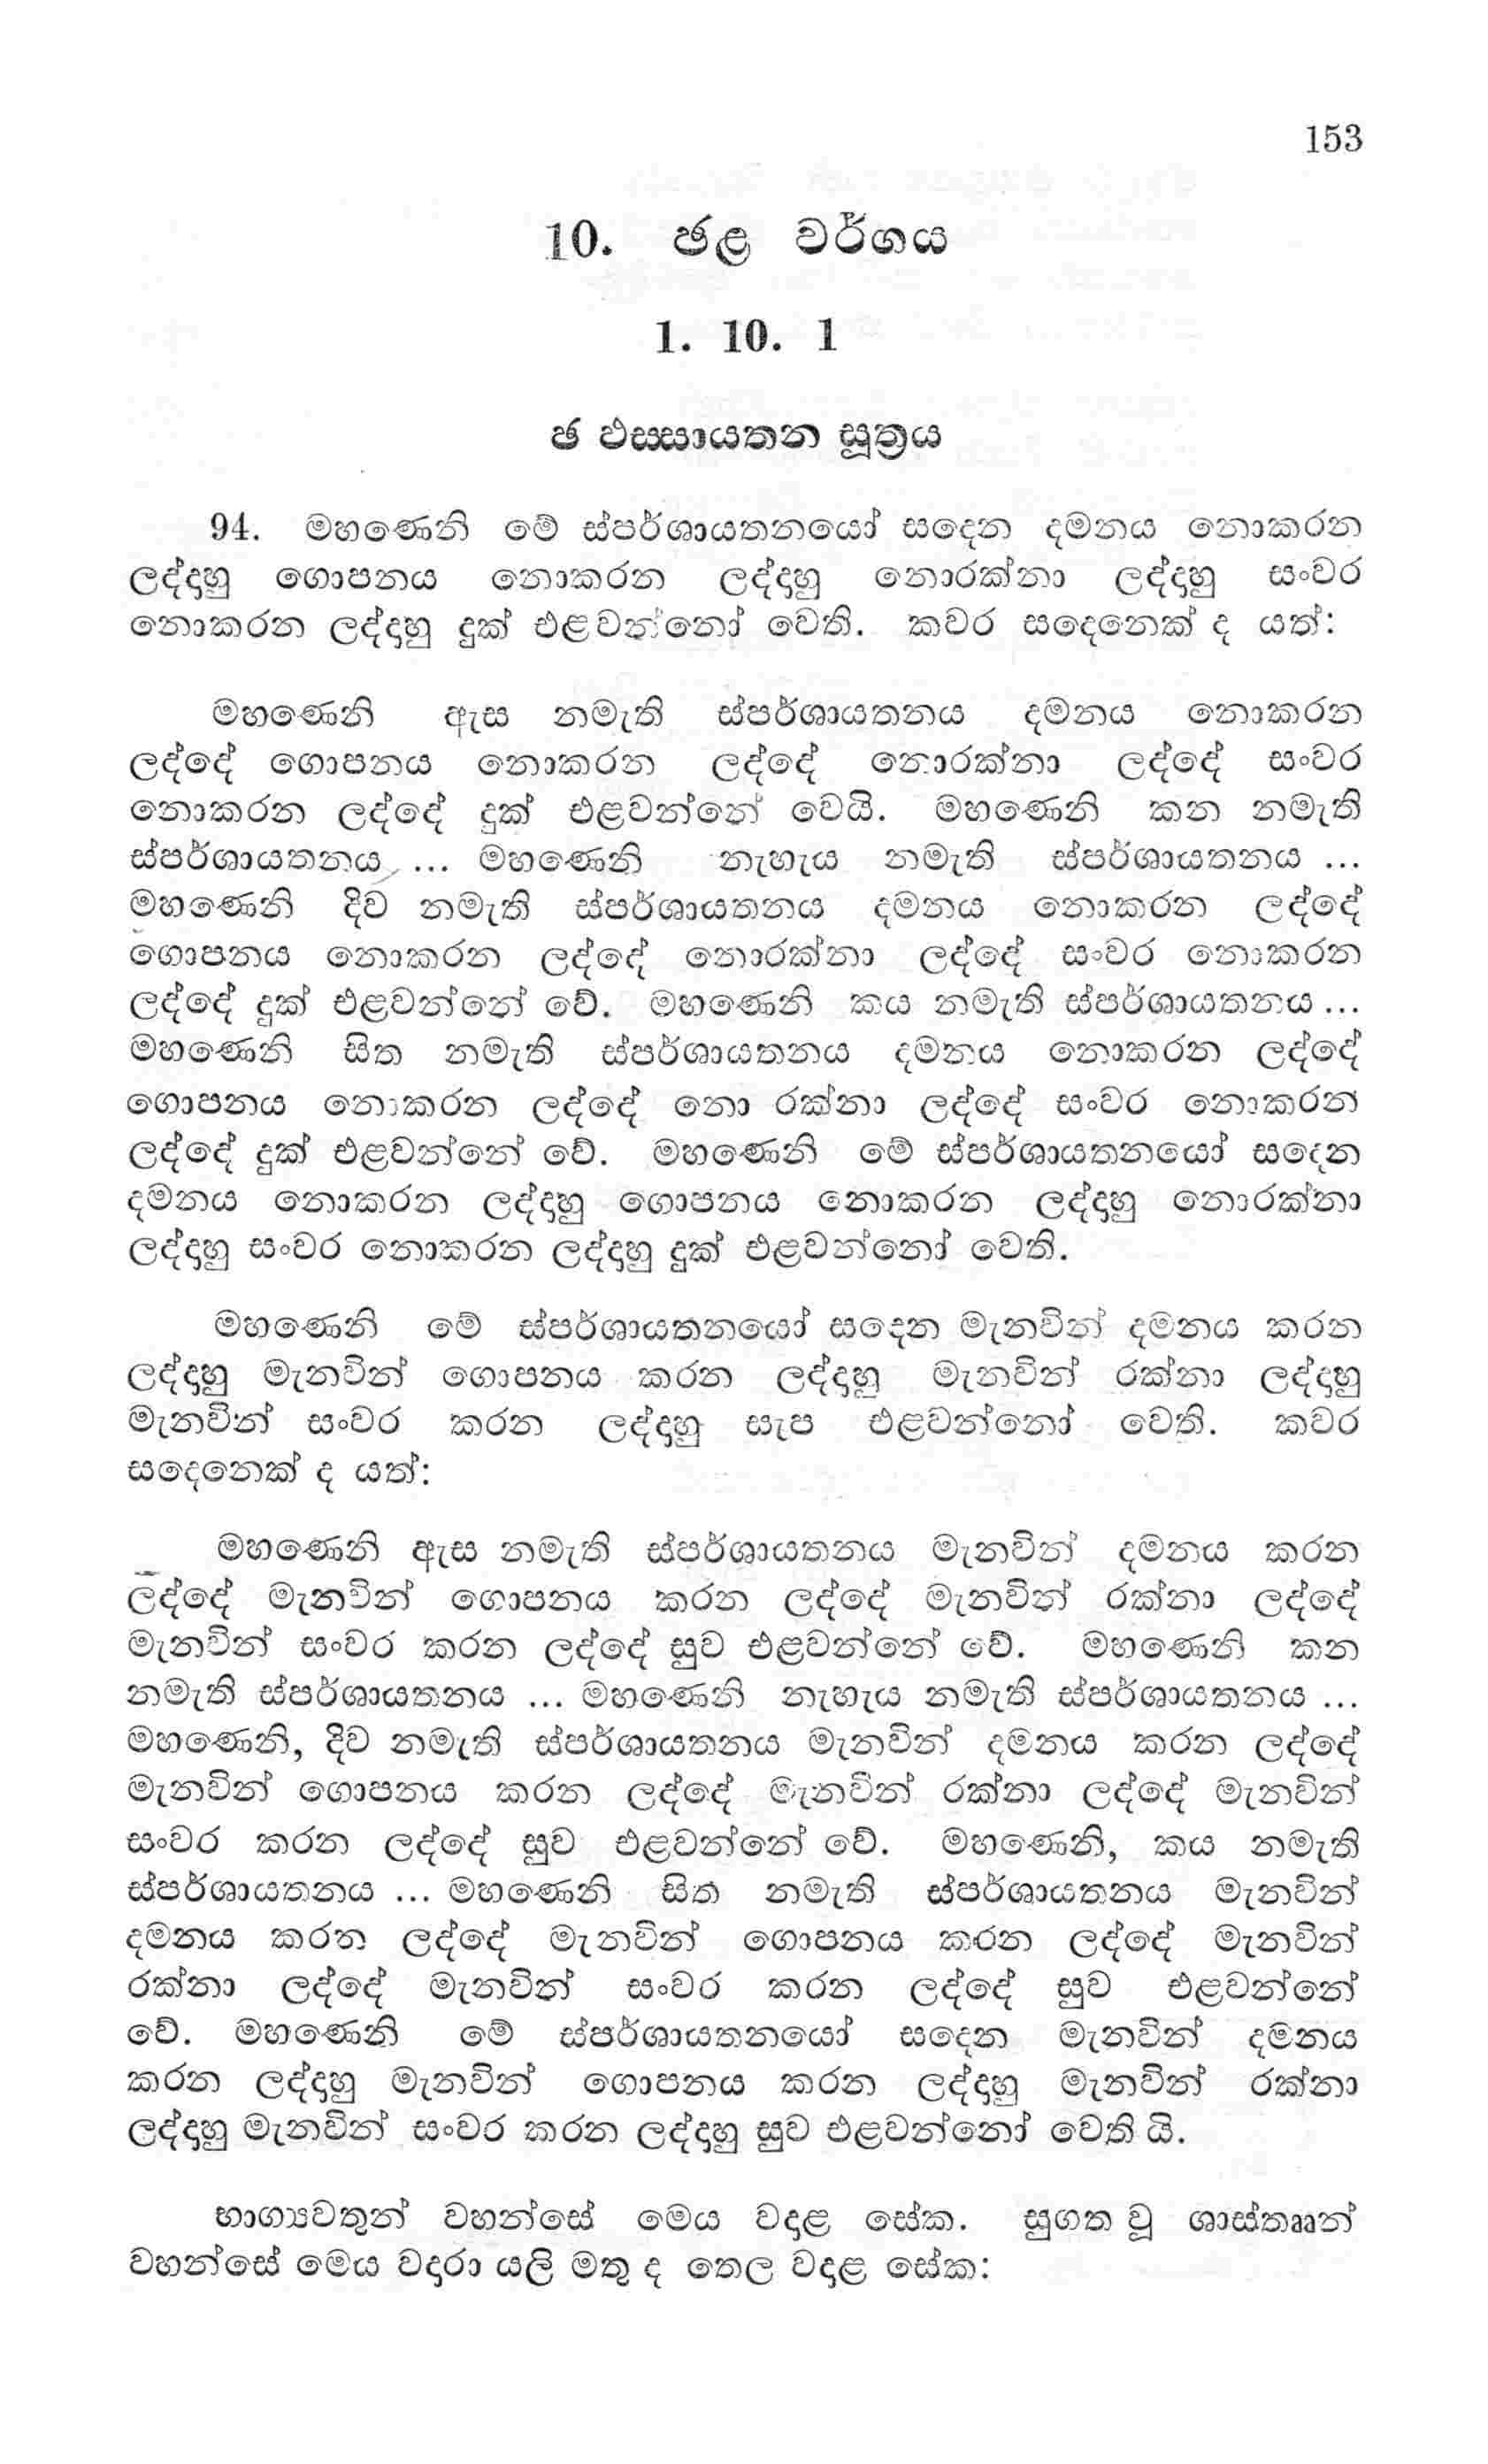 153
10. ඡළ වර්ගය
1. 10. 1
ඡ ඵස්සායතන සූත්‍රය
94. මහණෙනි මේ ස්පර්ශායතනයෝ සදෙන දමනය නොකරන
ලද්දාහු ගොපනය නොකරන ලද්දාහු නොරක්නා ලද්දාහු සංවර
නොකරන ලද්දාහු දුක් එළවන්නෝ වෙති. කවර සදෙනෙක් ද යත්:
මහණෙනි ඇස නමැති ස්පර්ශායතනය දමනය නොකරන
ලද්දේ ගොපනය නොකරන ලද්දේ නොරක්නා ලද්දේ සංවර
නොකරන ලද්දේ දුක් එළවන්නේ වෙයි. මහණෙනි කන නමැති
ස්පර්ශායතනය ... මහණෙනි නැහැය නමැති ස්පර්ශායතනය ...
මහණෙනි දිව නමැති ස්පර්ශායතනය දමනය නොකරන ලද්දේ
ගොපනය නොකරන ලද්දේ නොරක්නා ලද්දේ සංවර නොකරන
ලද්දේ දුක් එළවන්නේ වේ. මහණෙනි කය නමැති ස්පර්ශායතනය ...
මහණෙනි සිත නමැති ස්පර්ශායතනය දමනය නොකරන ලද්දේ
ගොපනය නොකරන ලද්දේ නො රක්නා ලද්දේ සංවර නොකරන
ලද්දේ දුක් එළවන්නේ වේ. මහණෙනි මේ ස්පර්ශායතනයෝ සදෙන
දමනය නොකරන ලද්දාහු ගොපනය නොකරන ලද්දාහු නොරක්නා
ලද්දාහු සංවර නොකරන ලද්දාහු දුක් එළවන්නෝ වෙති.
මහණෙනි මේ ස්පර්ශායතනයෝ සදෙන මැනවින් දමනය කරන
ලද්දාහු මැනවින් ගොපනය කරන ලද්දාහු මැනවින් රක්නා ලද්දාහු
මැනවින් සංවර කරන ලද්දාහු සැප එළවන්නෝ වෙති. කවර
සදෙනෙක් ද යත්:
මහණෙනි ඇස නමැති ස්පර්ශායතනය මැනවින් දමනය කරන
ලද්දේ මැනවින් ගොපනය කරන ලද්දේ මැනවින් රක්නා ලද්දේ
මැනවින් සංවර කරන ලද්දේ සුව එළවන්නේ වේ. මහණෙනි කන
නමැති ස්පර්ශායතනය ... මහණෙනි නැහැය නමැති ස්පර්ශායතනය ...
මහණෙනි, දිව නමැති ස්පර්ශායතනය මැනවින් දමනය කරන ලද්දේ
මැනවින් ගොපනය කරන ලද්දේ මැනවින් රක්නා ලද්දේ මැනවින්
සංවර කරන ලද්දේ සුව එළවන්නේ වේ. මහණෙනි, කය නමැති
ස්පර්ශායතනය ... මහණෙනි සිත නමැති ස්පර්ශායතනය මැනවින්
දමනය කරන ලද්දේ මැනවින් ගොපනය කරන ලද්දේ මැනවින්
රක්නා ලද්දේ මැනවින් සංවර කරන ලද්දේ සුව එළවන්නේ
වේ. මහණෙනි මේ ස්පර්ශායතනයෝ සදෙන මැනවින් දමනය
කරන ලද්දාහු මැනවින් ගොපනය කරන ලද්දාහු මැනවින් රක්නා
ලද්දාහු මැනවින් සංවර කරන ලද්දාහු සුව එළවන්නෝ වෙති යි.
භාග්‍යවතුන් වහන්සේ මෙය වදාළ සේක. සුගත වූ ශාස්තෲන්
වහන්සේ මෙය වදාරා යලි මතු ද තෙල වදාළ සේක: